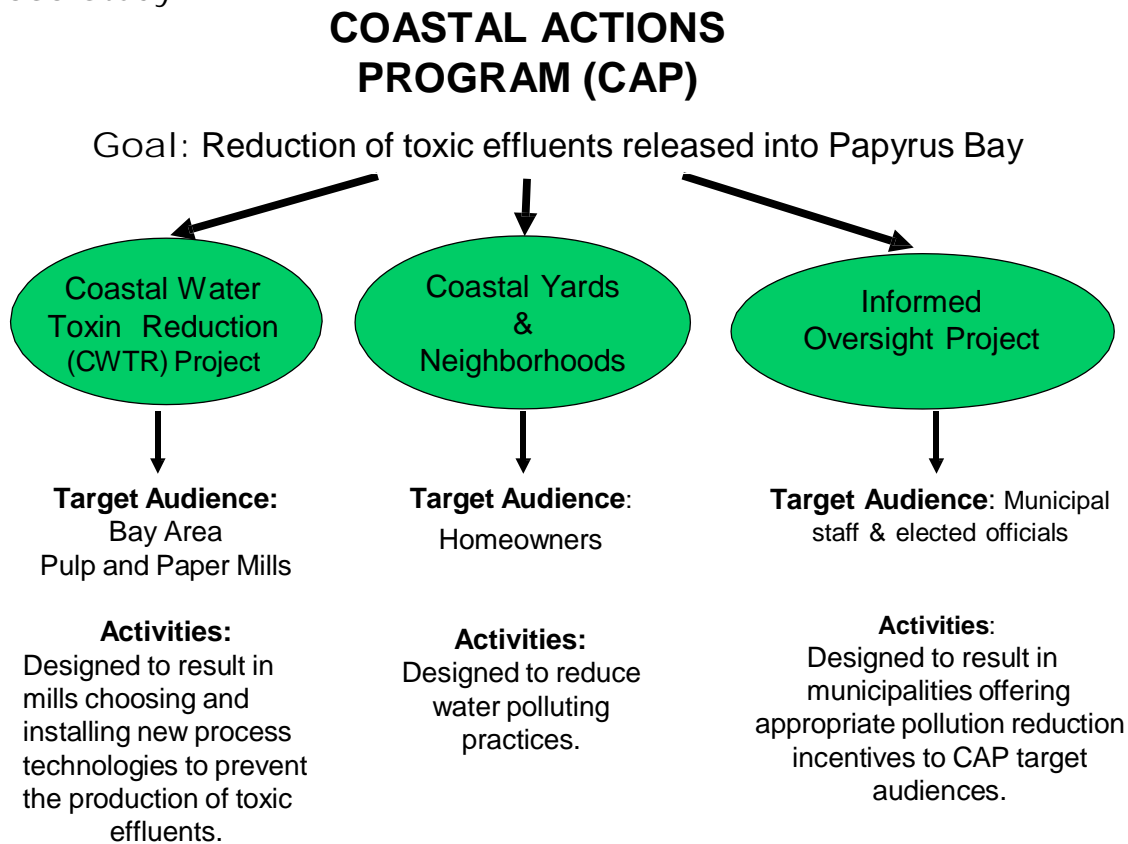 COASTAL ACTIONS
PROGRAM (CAP)
Goal: Reduction of toxic effluents released into Papyrus Bay
Coastal Water
Toxin Reduction
(CWTR) Project
Coastal Yards
&
Neighborhoods
Informed
Oversight Project
Target Audience:
Bay Area
Pulp and Paper Mills
Target Audience:
Homeowners
Target Audience: Municipal
staff & elected officials
Activities:
Designed to result in
mills choosing and
installing new process
technologies to prevent
the production of toxic
effluents.
Activities:
Designed to reduce
water polluting
practices.
Activities:
Designed to result in
municipalities offering
appropriate pollution reduction
incentives to CAP target
audiences.